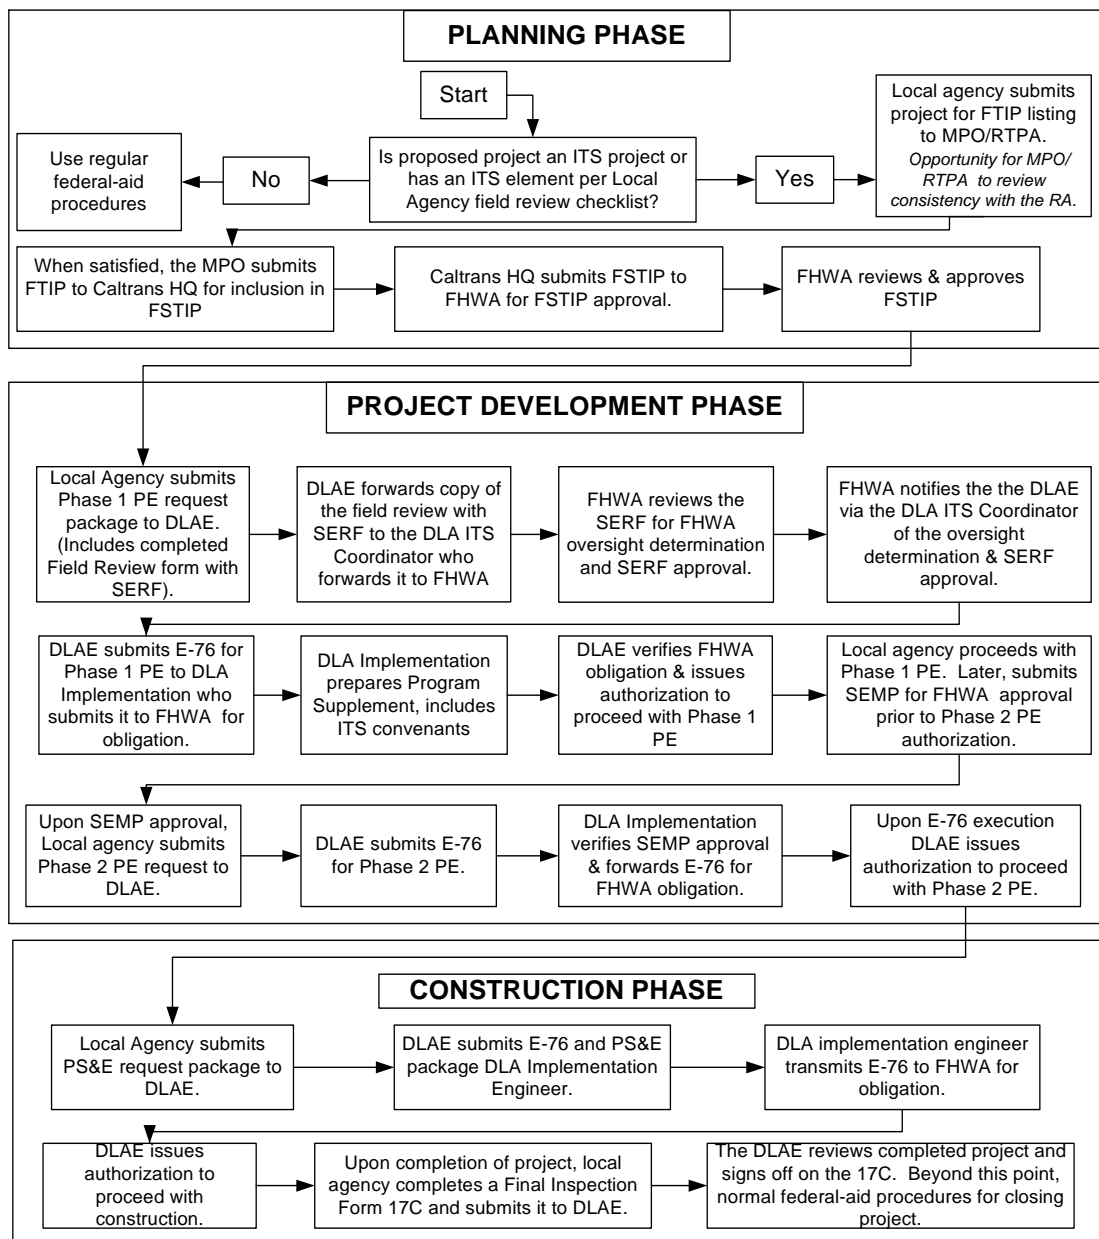 PLANNING PHASE
Start
Is proposed project an ITS project or
has an ITS element per Local
Agency field review checklist?
No
Use regular
federal-aid
procedures
Yes
Local agency submits
project for FTIP listing
to MPO/RTPA.
Opportunity for MPO/
RTPA to review
consistency with the RA.
When satisfied, the MPO submits
FTIP to Caltrans HQ for inclusion in
FSTIP
Caltrans HQ submits FSTIP to
FHWA for FSTIP approval.
FHWA reviews & approves
FSTIP
PROJECT DEVELOPMENT PHASE
Local Agency submits
Phase 1 PE request
package to DLAE.
(Includes completed
Field Review form with
SERF).
DLAE forwards copy of
the field review with
SERF to the DLA ITS
Coordinator who
forwards it to FHWA
FHWA reviews the
SERF for FHWA
oversight determination
and SERF approval.
FHWA notifies the the DLAE
via the DLA ITS Coordinator
of the oversight
determination & SERF
approval.
DLAE submits E-76 for
Phase 1 PE to DLA
Implementation who
submits it to FHWA for
obligation.
DLA Implementation
prepares Program
Supplement, includes
ITS convenants
DLAE verifies FHWA
obligation & issues
authorization to
proceed with Phase 1
PE
Local agency proceeds with
Phase 1 PE. Later, submits
SEMP for FHWA approval
prior to Phase 2 PE
authorization.
Upon SEMP approval,
Local agency submits
Phase 2 PE request to
DLAE.
DLAE submits E-76
for Phase 2 PE.
DLA Implementation
verifies SEMP approval
& forwards E-76 for
FHWA obligation.
Upon E-76 execution
DLAE issues
authorization to proceed
with Phase 2 PE.
CONSTRUCTION PHASE
Local Agency submits
PS&E request package to
DLAE.
DLAE submits E-76 and PS&E
package DLA Implementation
Engineer.
DLA implementation engineer
transmits E-76 to FHWA for
obligation.
DLAE issues
authorization to
proceed with
construction.
Upon completion of project, local
agency completes a Final Inspection
Form 17C and submits it to DLAE.
The DLAE reviews completed project and
signs off on the 17C. Beyond this point,
normal federal-aid procedures for closing
project.